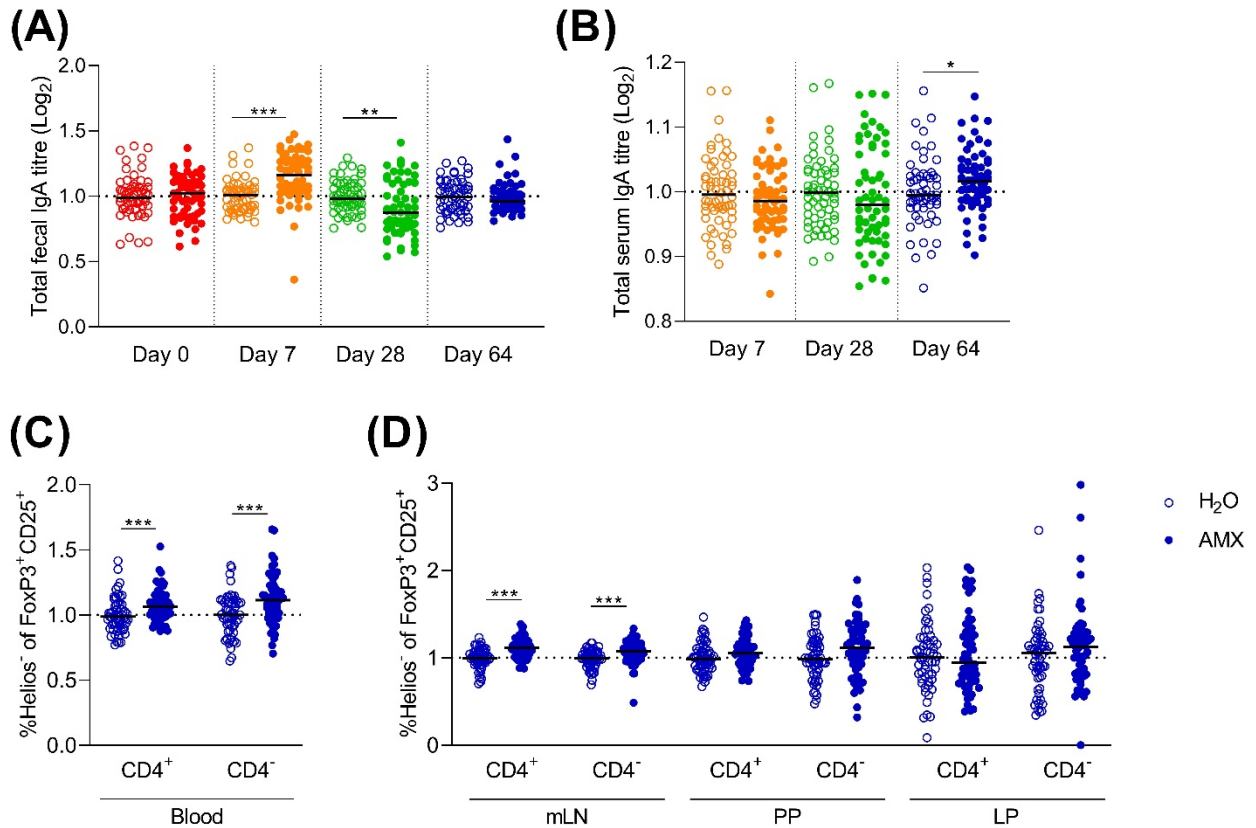 (A)
Total fecal IgA titre (Log₂)
2.0
1.5
1.0
0.5
0.0
***
**
Day 0 Day 7 Day 28 Day 64
(B)
Total serum IgA titre (Log₂)
1.2
1.1
1.0
0.9
0.8
*
Day 7 Day 28 Day 64
(C)
%Helios⁻ of FoxP3⁺CD25⁺
2.0
1.5
1.0
0.5
0.0
*** ***
CD4⁺ CD4⁻
Blood
(D)
%Helios⁻ of FoxP3⁺CD25⁺
3
2
1
0
*** ***
CD4⁺ CD4⁻ CD4⁺ CD4⁻ CD4⁺ CD4⁻
mLN PP LP
H₂O
AMX